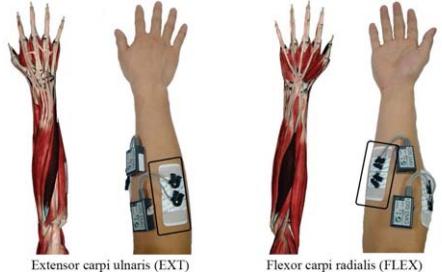 Extensor carpi ulnaris (EXT)
Flexor carpi radialis (FLEX)